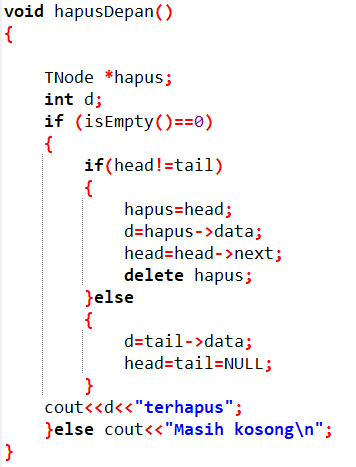 void hapusDepan()
{
TNode *hapus;
int d;
if (isEmpty()==0)
{
if(head!=tail)
{
hapus=head;
d=hapus->data;
head=head->next;
delete hapus;
}else
{
d=tail->data;
head=tail=NULL;
}
cout<<d<<"terhapus";
}else cout<<"Masih kosong\n";
}